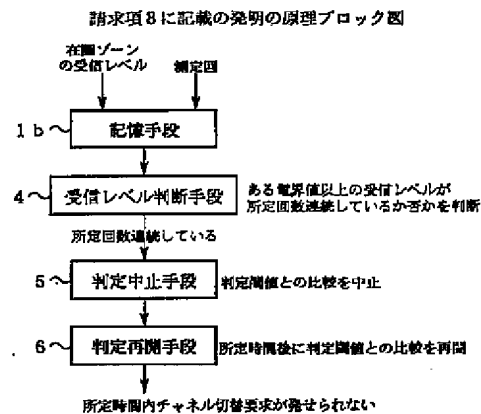 請求項8に記載の発明の原理ブロック図
在圏ゾーン
の受信レベル
測定回
1b
記憶手段
4
受信レベル判断手段
ある電界値以上の受信レベルが
所定回数連続しているか否かを判断
所定回数連続している
5
判定中止手段
判定閾値との比較を中止
6
判定再開手段
所定時間後に判定閾値との比較を再開
所定時間内チャネル切替要求が発せられない